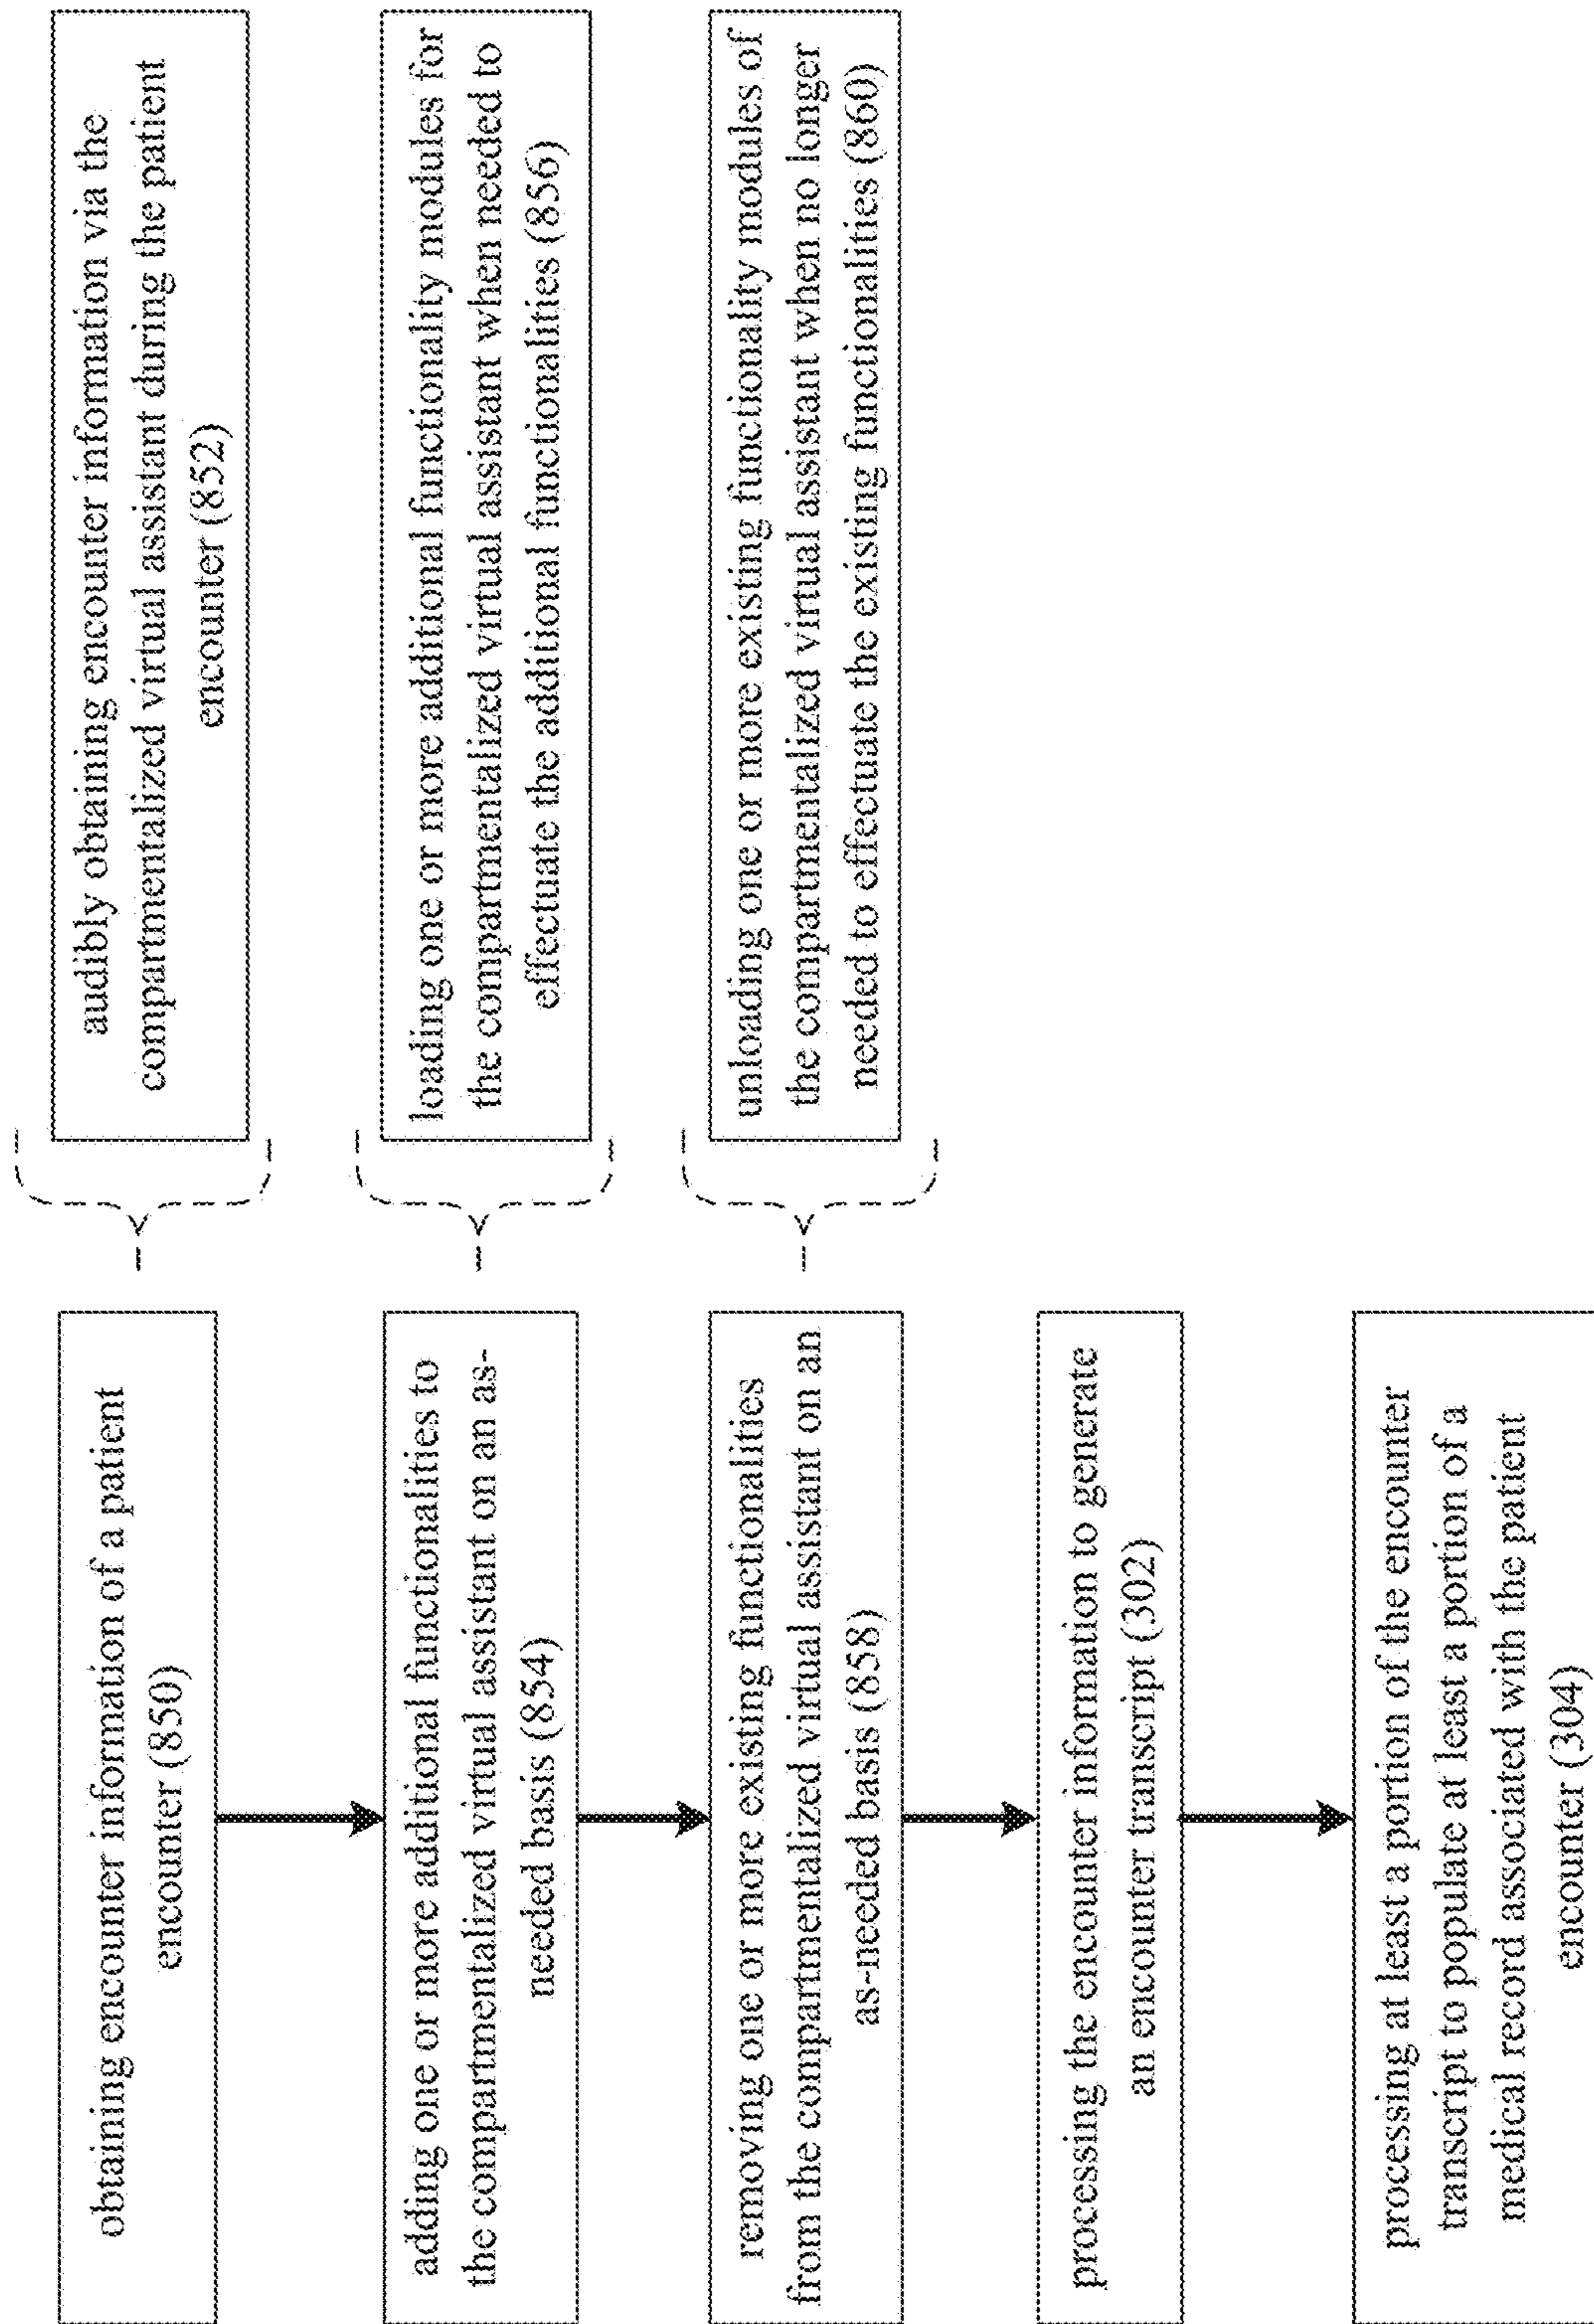 obtaining encounter information of a patient
encounter (850)
audibly obtaining encounter information via the
compartmentalized virtual assistant during the patient
encounter (852)
adding one or more additional functionalities to
the compartmentalized virtual assistant on an as-
needed basis (854)
loading one or more additional functionality modules for
the compartmentalized virtual assistant when needed to
effectuate the additional functionalities (856)
removing one or more existing functionalities
from the compartmentalized virtual assistant on an
as-needed basis (858)
unloading one or more existing functionality modules of
the compartmentalized virtual assistant when no longer
needed to effectuate the existing functionalities (860)
processing the encounter information to generate
an encounter transcript (302)
processing at least a portion of the encounter
transcript to populate at least a portion of a
medical record associated with the patient
encounter (304)